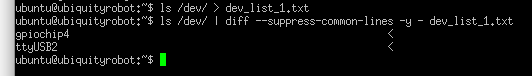 ubuntu@ubiquityrobot:~$ ls /dev/ > dev_list_1.txt
ubuntu@ubiquityrobot:~$ ls /dev/ | diff --suppress-common-lines -y - dev_list_1.txt
gpiochip4 <
ttyUSB2 <
ubuntu@ubiquityrobot:~$